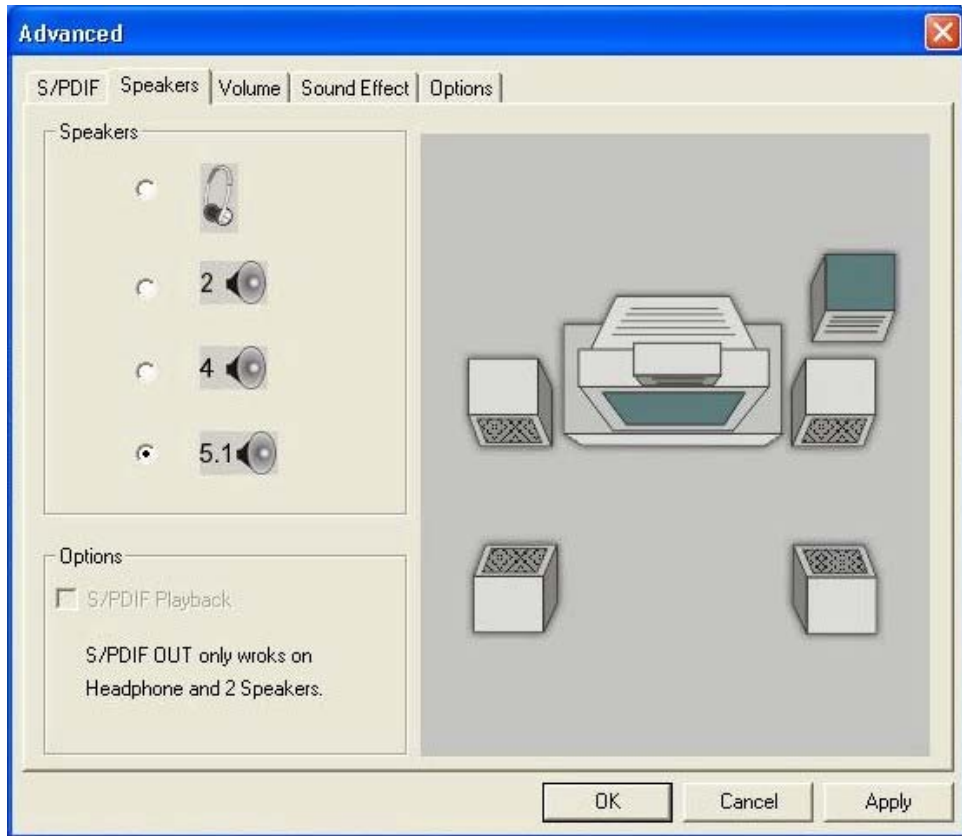 Advanced
S/PDIF Speakers Volume Sound Effect Options
Speakers
2
4
5.1
Options
S/PDIF Playback
S/PDIF OUT only wroks on
Headphone and 2 Speakers.
OK Cancel Apply